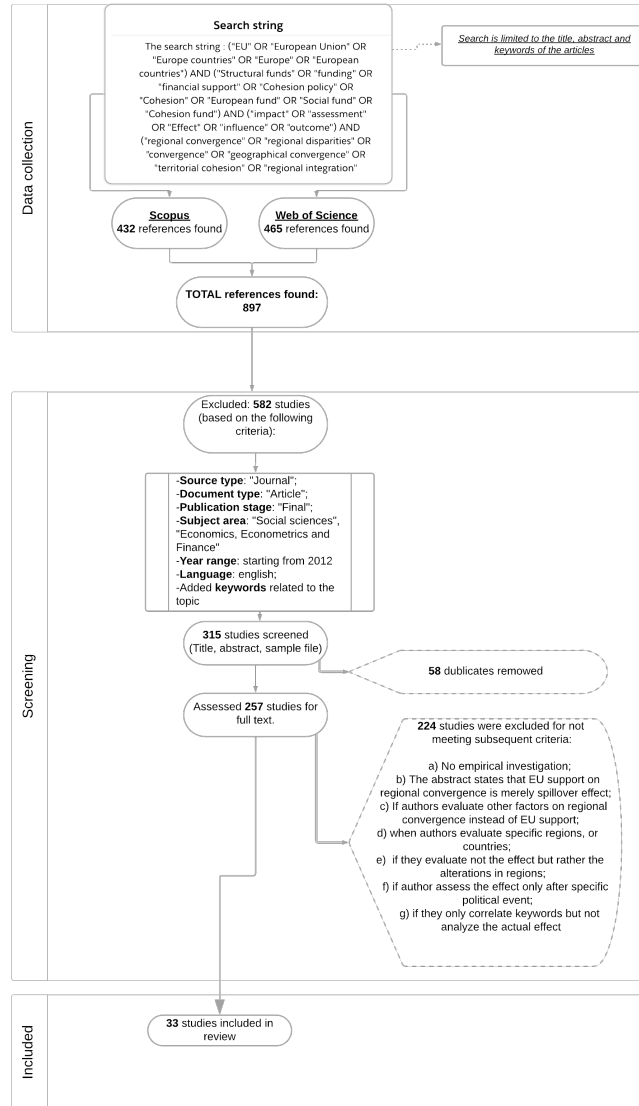 Data collection
Search string
The search string : ("EU" OR "European Union" OR
"Europe countries" OR "Europe" OR "European
countries") AND ("Structural funds" OR "funding" OR
"financial support" OR "Cohesion policy" OR
"Cohesion" OR "European fund" OR "Social fund" OR
"Cohesion fund") AND ("impact" OR "assessment"
OR "Effect" OR "influence" OR "outcome") AND
("regional convergence" OR "regional disparities" OR
"convergence" OR "geographical convergence" OR
"territorial cohesion" OR "regional integration"
Search is limited to the title, abstract and
keywords of the articles
Scopus
432 references found
Web of Science
465 references found
TOTAL references found:
897
Screening
Excluded: 582 studies
(based on the following
criteria):
-Source type: "Journal";
-Document type: "Article";
-Publication stage: "Final";
-Subject area: "Social sciences",
"Economics, Econometrics and
Finance"
-Year range: starting from 2012
-Language: english;
-Added keywords related to the
topic
315 studies screened
(Title, abstract, sample file)
58 dublicates remowed
Assessed 257 studies for
full text.
224 studies were excluded for not
meeting subsequent criteria:
a) No empirical investigation;
b) The abstract states that EU support on
regional convergence is merely spillover effect;
c) If authors evaluate other factors on regional
convergence instead of EU support;
d) when authors evaluate specific regions, or
countries;
e) if they evaluate not the effect but rather the
alterations in regions;
f) if author assess the effect only after specific
political event;
g) if they only correlate keywords but not
analyze the actual effect
Included
33 studies included in
review